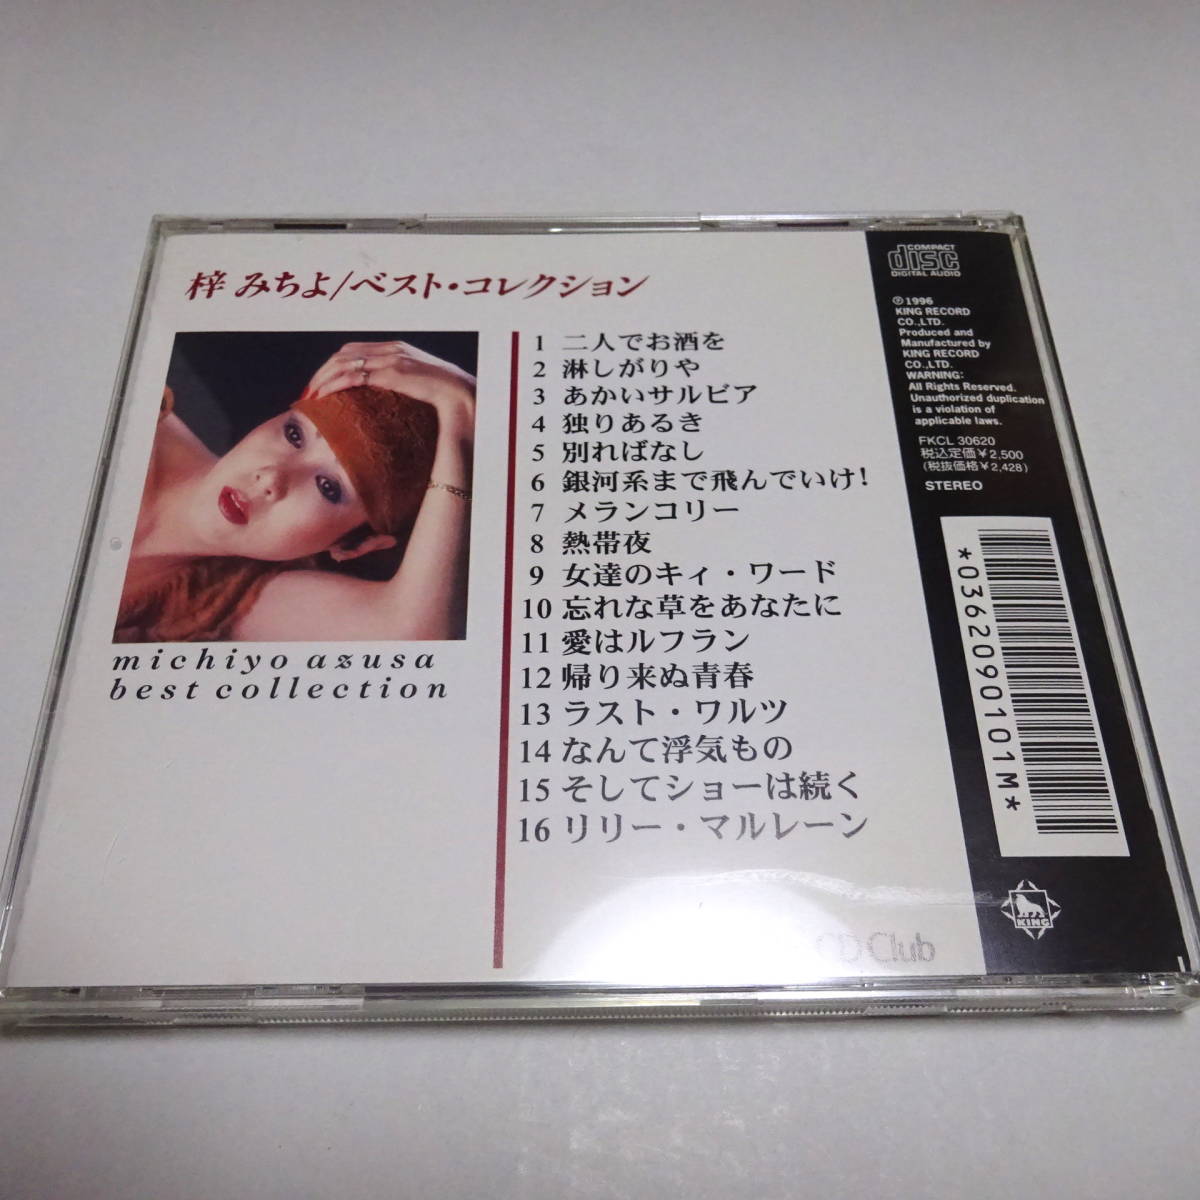 梓 みちよ/ベスト・コレクション
michiyo azusa
best collection
1 二人でお酒を
2 淋しがりや
3 あかいサルビア
4 独りあるき
5 別ればなし
6 銀河系まで飛んでいけ!
7 メランコリー
8 熱帯夜
9 女達のキィ・ワード
10 忘れな草をあなたに
11 愛はルフラン
12 帰り来ぬ青春
13 ラスト・ワルツ
14 なんて浮気もの
15 そしてショーは続く
16 リリー・マルレーン
CD Club
COMPACT
disc
DIGITAL AUDIO
℗1996
KING RECORD
CO.,LTD.
Produced and
Manufactured by
KING RECORD
CO.,LTD.
WARNING:
All Rights Reserved.
Unauthorized duplication
is a violation of
applicable laws.
FKCL 30620
税込定価¥2,500
(税抜価格¥2,428)
STEREO
*0362090101M*
KING